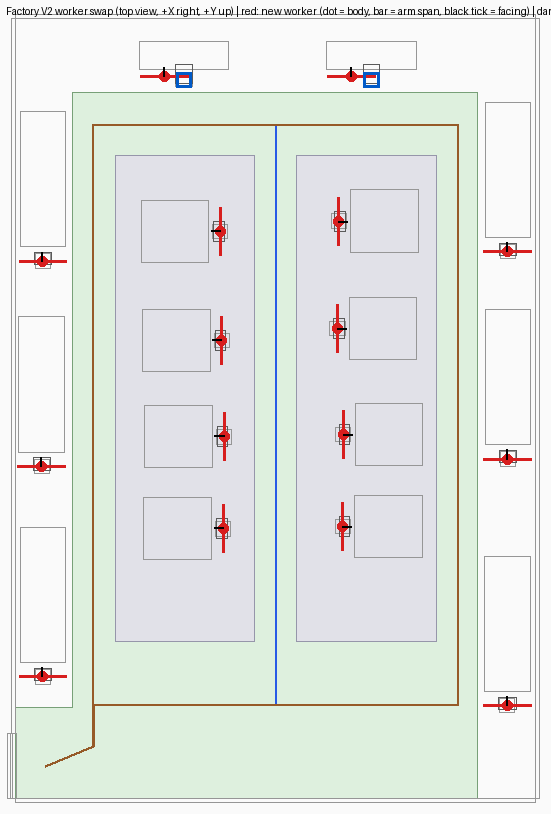 Factory V2 worker swap (top view, +X right, +Y up) | red: new worker (dot = body, bar = arm span, black tick = facing) | dar